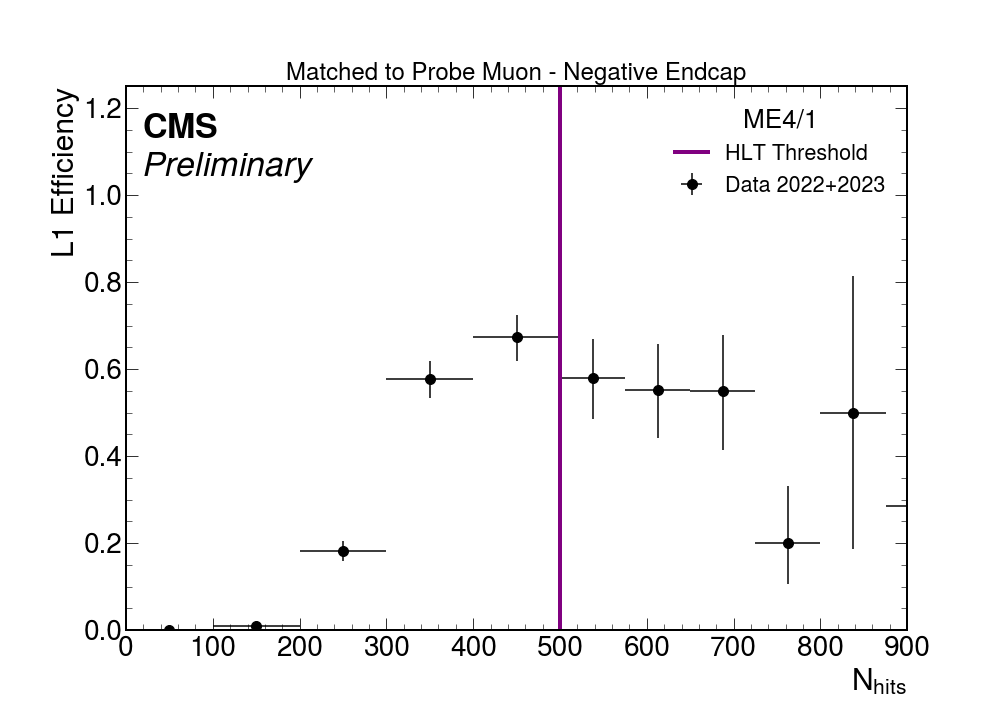 Matched to Probe Muon - Negative Endcap
CMS
Preliminary
ME4/1
HLT Threshold
Data 2022+2023
L1 Efficiency
1.2
1.0
0.8
0.6
0.4
0.2
0.0
0 100 200 300 400 500 600 700 800 900
N_hits